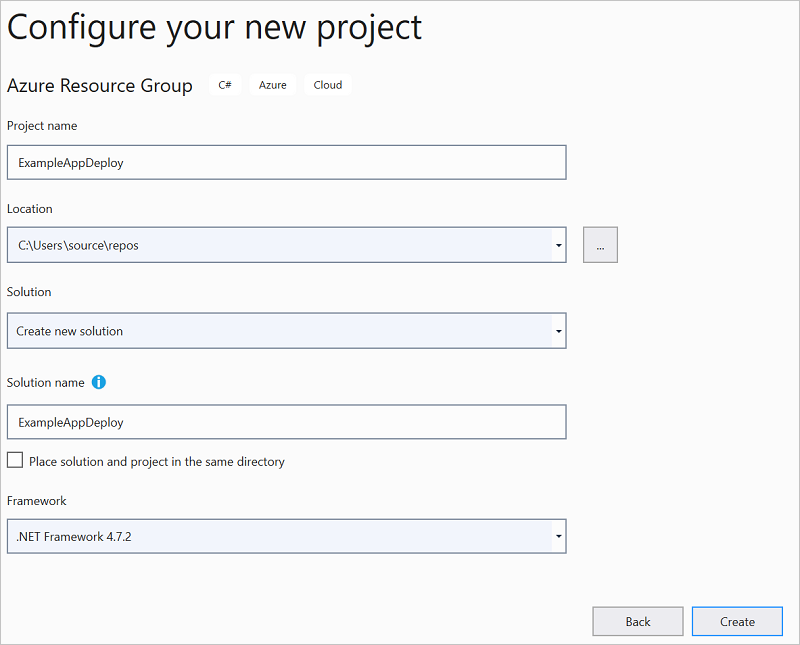 Configure your new project
Azure Resource Group C# Azure Cloud
Project name
ExampleAppDeploy
Location
C:\Users\source\repos
...
Solution
Create new solution
Solution name
ExampleAppDeploy
Place solution and project in the same directory
Framework
.NET Framework 4.7.2
Back Create